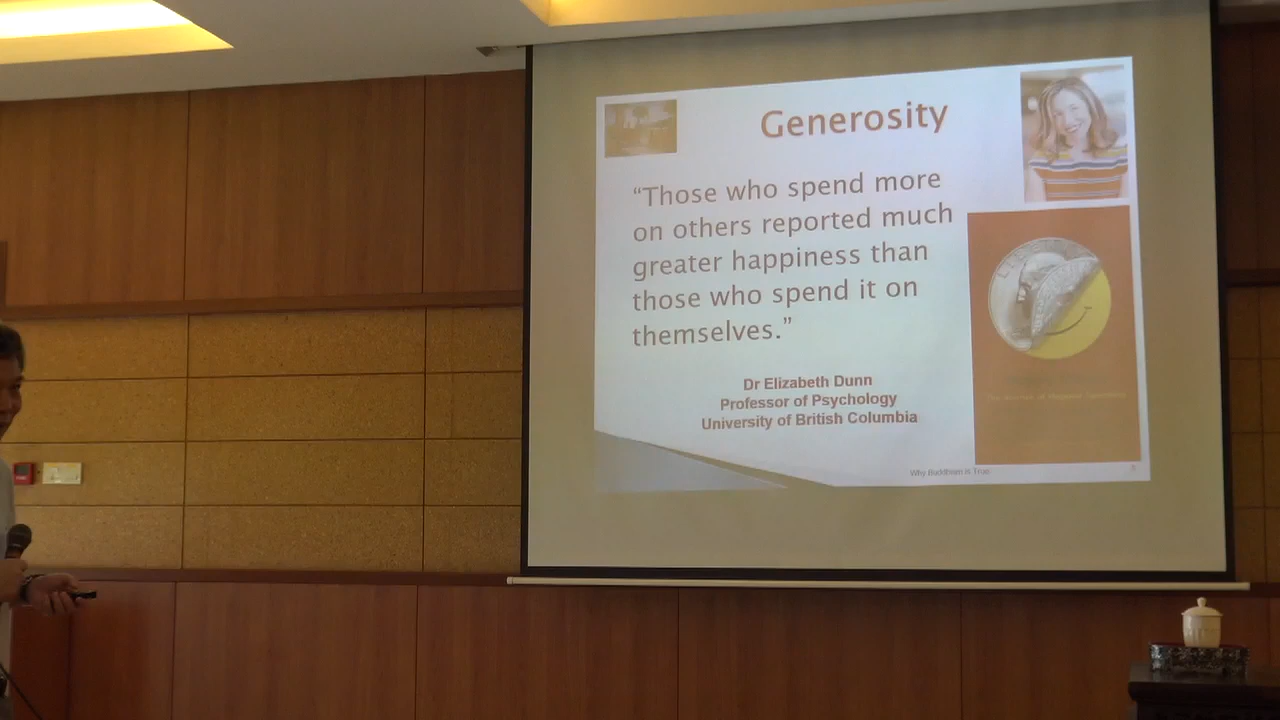 Generosity
“Those who spend more
on others reported much
greater happiness than
those who spend it on
themselves.”
Dr Elizabeth Dunn
Professor of Psychology
University of British Columbia
Why Buddhism is True